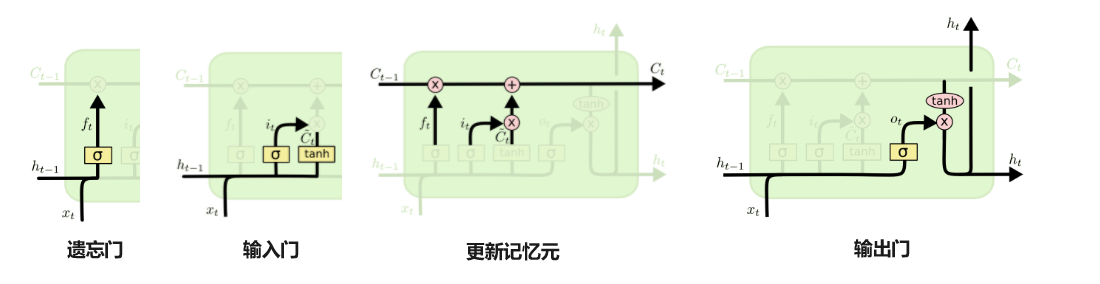 C_{t-1}
f_t
i_t
σ
σ
h_{t-1}
x_t
遗忘门
C_{t-1}
f_t
i_t
C̃_t
σ
σ
tanh
h_{t-1}
x_t
输入门
h_t
C_{t-1}
C_t
tanh
f_t
i_t
C̃_t
o_t
σ
σ
tanh
σ
h_{t-1}
h_t
x_t
更新记忆元
h_t
C_{t-1}
C_t
tanh
f_t
i_t
C̃_t
o_t
σ
σ
tanh
σ
h_{t-1}
h_t
x_t
输出门